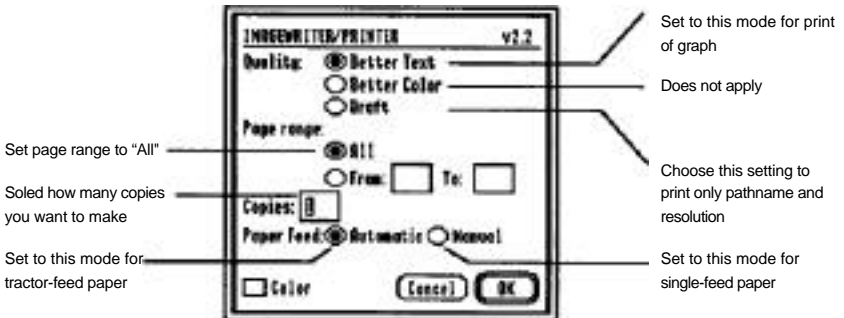 Set to this mode for print
of graph
IMAGEWRITER/PRINTER v2.2
Quality: Better Text
Better Color
Does not apply
Draft
Page range:
Set page range to “All”
All
From: To:
Choose this setting to
print only pathname and
resolution
Soled how many copies
you want to make
Copies:
Paper Feed: Automatic Manual
Set to this mode for
tractor-feed paper
Set to this mode for
single-feed paper
Color Cancel OK